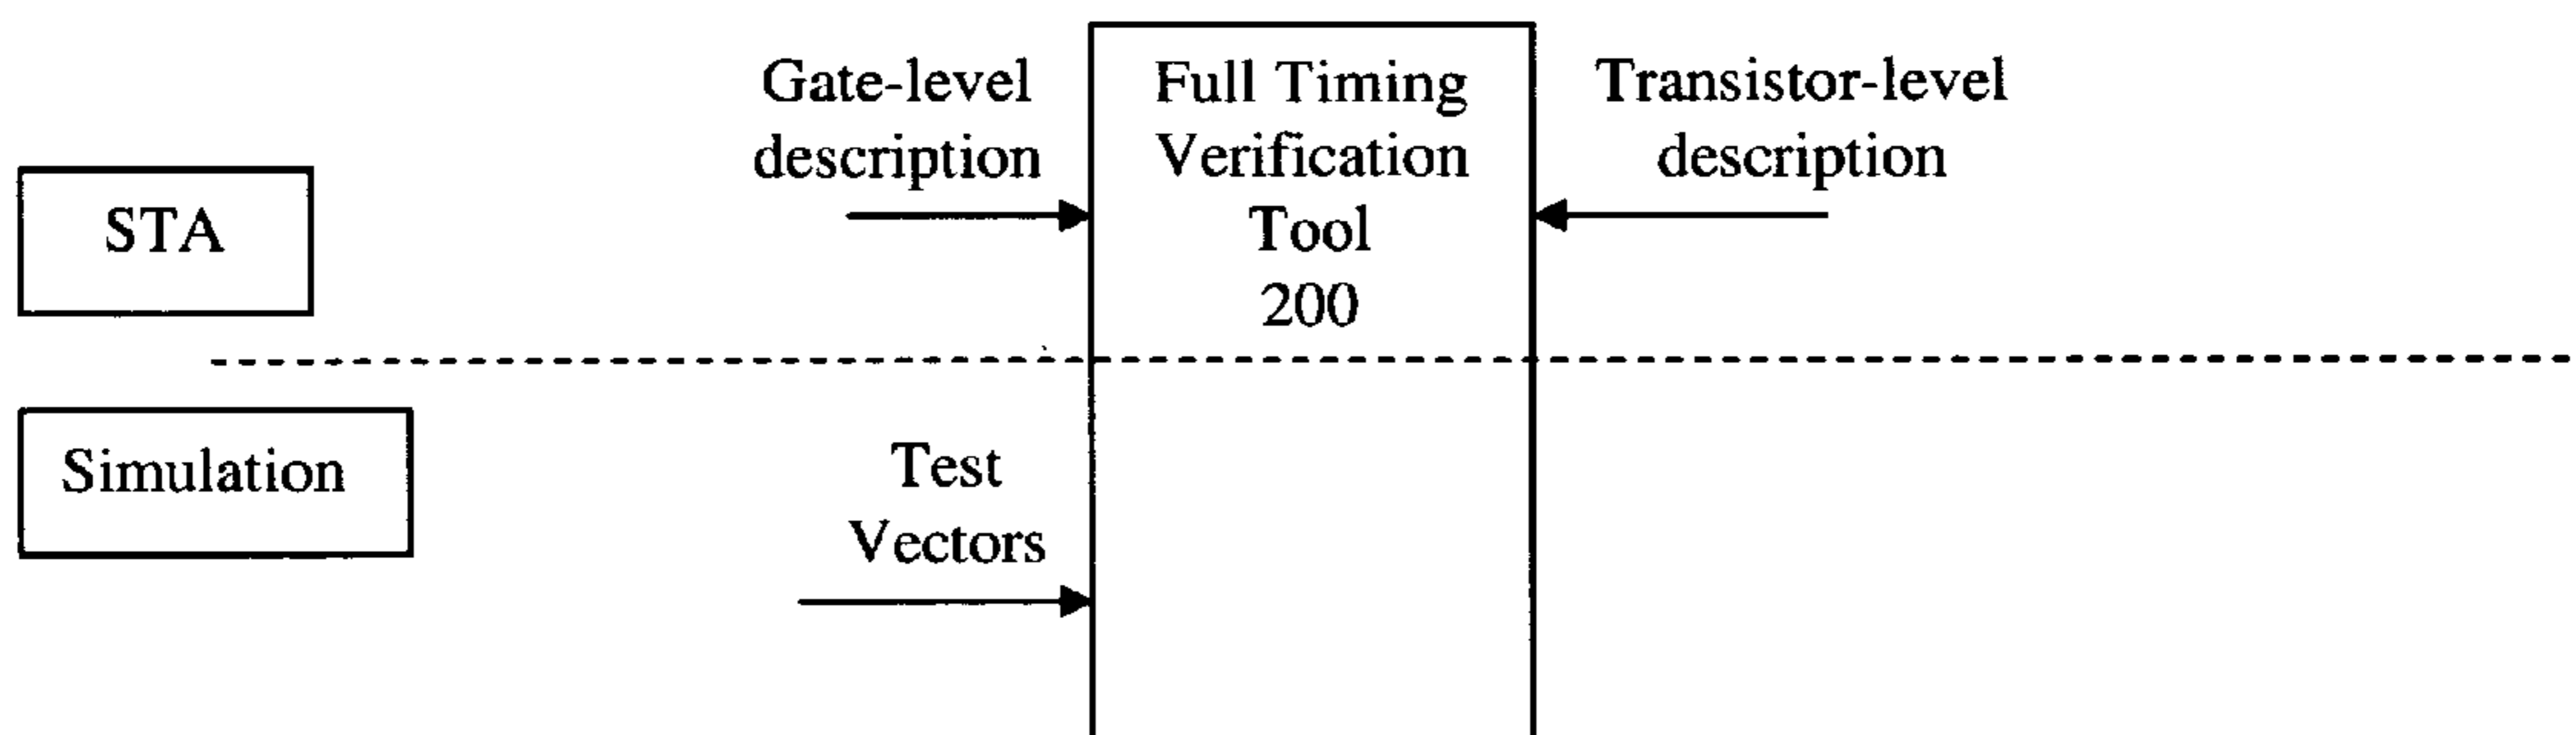 Gate-level
description
Full Timing
Verification
Tool
200
Transistor-level
description
STA
Simulation
Test
Vectors